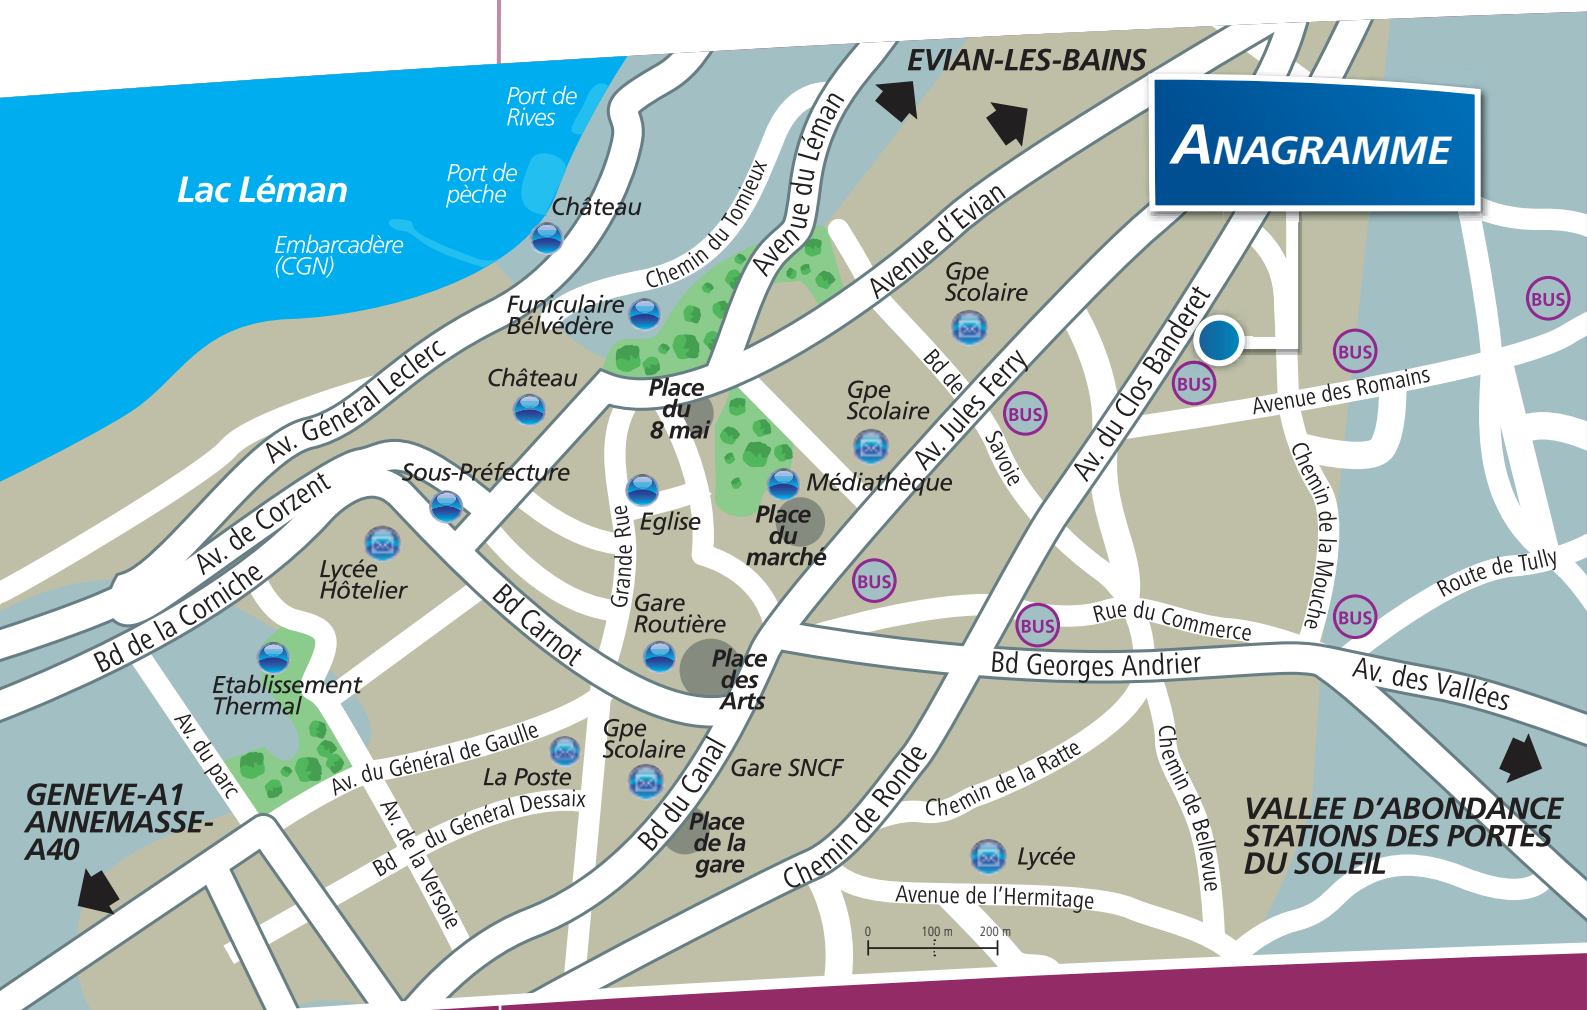 EVIAN-LES-BAINS
Port de
Rives
ANAGRAMME
Lac Léman
Port de
pèche
Château
Embarcadère
(CGN)
Chemin du Tomieux
Avenue du Léman
Avenue d'Evian
Gpe
Scolaire
Funiculaire
Bélvédère
BUS
BUS
BUS
Av. Général Leclerc
Château
Place
du
8 mai
Bd de
Savoie
Gpe
Scolaire
Av. Jules Ferry
BUS
Av. du Clos Banderet
Avenue des Romains
Sous-Préfecture
Médiathèque
Av. de Corzent
Eglise
Place
du
marché
Grande Rue
Chemin de la Mouche
Lycée
Hôtelier
BUS
Route de Tully
Bd de la Corniche
Bd Carnot
Gare
Routière
BUS
Rue du Commerce
BUS
Etablissement
Thermal
Place
des
Arts
Bd Georges Andrier
Av. des Vallées
Av. du parc
Av. du Général de Gaulle
La Poste
Gpe
Scolaire
Gare SNCF
Bd du Canal
Chemin de Ronde
Chemin de la Ratte
Chemin de Bellevue
GENEVE-A1
ANNEMASSE-
A40
Bd du Général Dessaix
Av. de la Versoie
Place
de la
gare
VALLEE D'ABONDANCE
STATIONS DES PORTES
DU SOLEIL
Lycée
Avenue de l'Hermitage
0 100 m 200 m